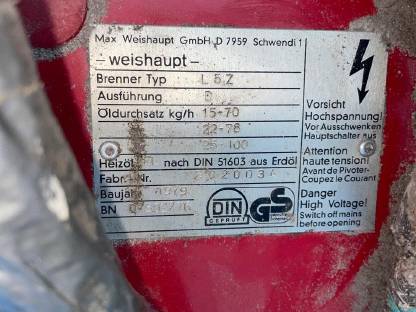 Max Weishaupt GmbH D 7959 Schwendi 1
– weishaupt –
Brenner Typ L 5 Z
Ausführung
Öldurchsatz kg/h 15-70
22-78
25-100
Heizöl nach DIN 51603 aus Erdöl
Fabr.-Nr.
Baujahr
BN
DIN
GEPRÜFT
GS
Vorsicht
Hochspannung!
Vor Ausschwenken
Hauptschalter aus
Attention
haute tension!
Avant de Pivoter-
Coupez le Courant
Danger
High Voltage!
Switch off mains
before opening